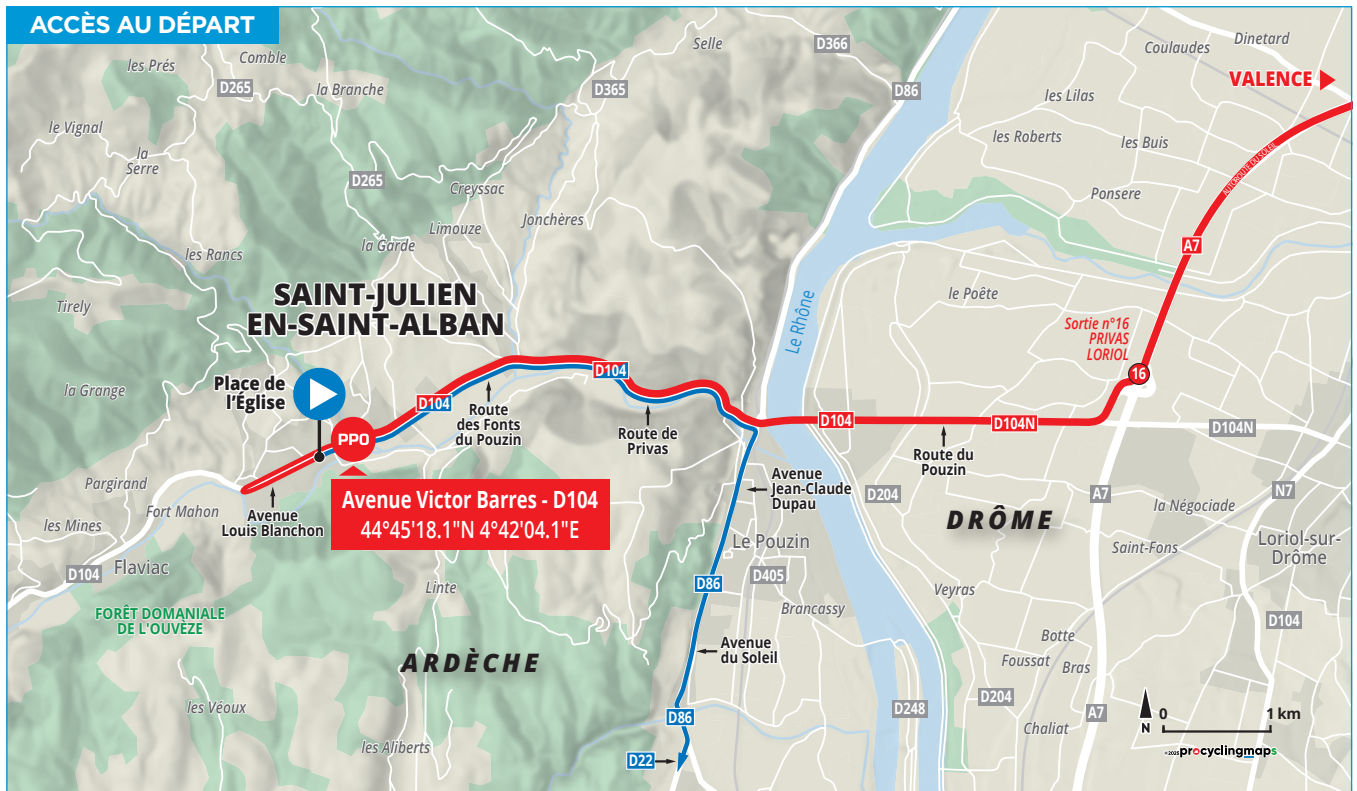 ACCÈS AU DÉPART
Selle
D366
Coulaudes
Dinetard
les Prés
Comble
D265
la Branche
D365
D86
les Lilas
VALENCE
le Vignal
la
Serre
les Roberts
les Buis
AUTOROUTE DU SOLEIL
D265
Creyssac
Ponsere
Jonchères
Limouze
la Garde
les Rancs
A7
Tirely
SAINT-JULIEN
EN-SAINT-ALBAN
le Poête
Le Rhône
Sortie n°16
PRIVAS
LORIOL
16
la Grange
Place de
l'Église
D104
D104
PPO
Route
des Fonts
du Pouzin
Route de
Privas
D104
D104N
D104N
Route du
Pouzin
Avenue Victor Barres - D104
44°45'18.1"N 4°42'04.1"E
Pargirand
Fort Mahon
les Mines
Avenue
Louis Blanchon
D104
Flaviac
Avenue
Jean-Claude
Dupau
D204
DRÔME
A7
N7
la Négociade
Le Pouzin
Saint-Fons
Loriol-sur-
Drôme
D86
D405
Linte
Brancassy
Veyras
FORÊT DOMANIALE
DE L'OUVÈZE
D104
ARDÈCHE
Avenue
du Soleil
Botte
Foussat
Bras
les Véoux
D204
D86
D248
A7
Chaliat
N
0
1 km
les Aliberts
D22
©2025 procyclingmaps